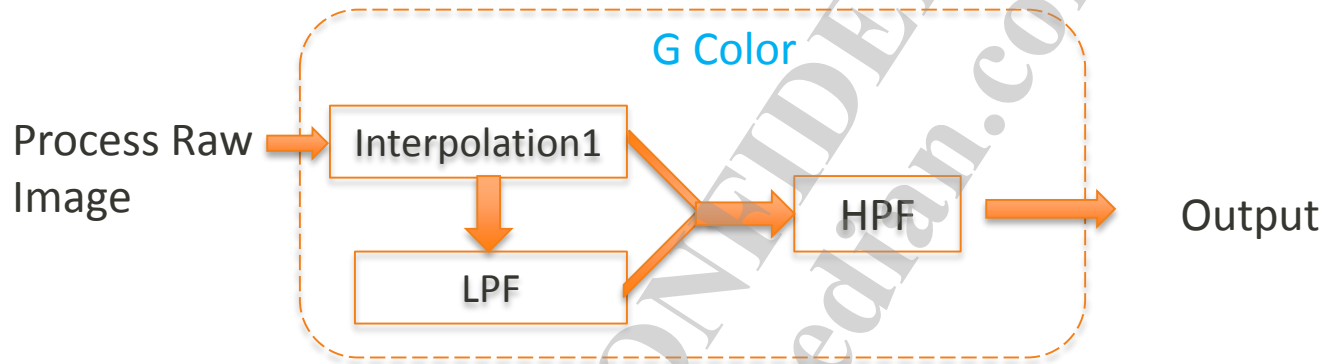 G Color
Process Raw
Image
Interpolation1
LPF
HPF
Output